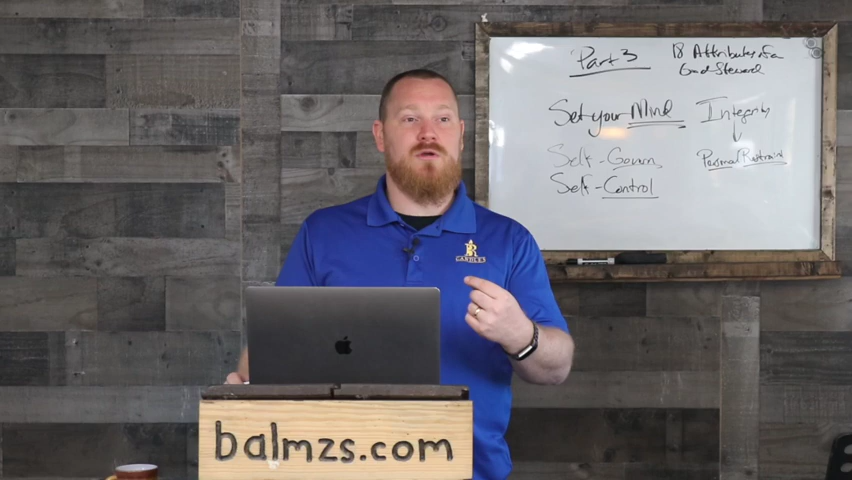 Part 3
18 Attributes of a
Good Steward
Set your Mind
Integrity
Self-Govern
Personal Restraint
Self-Control
CANDLES
balmzs.com